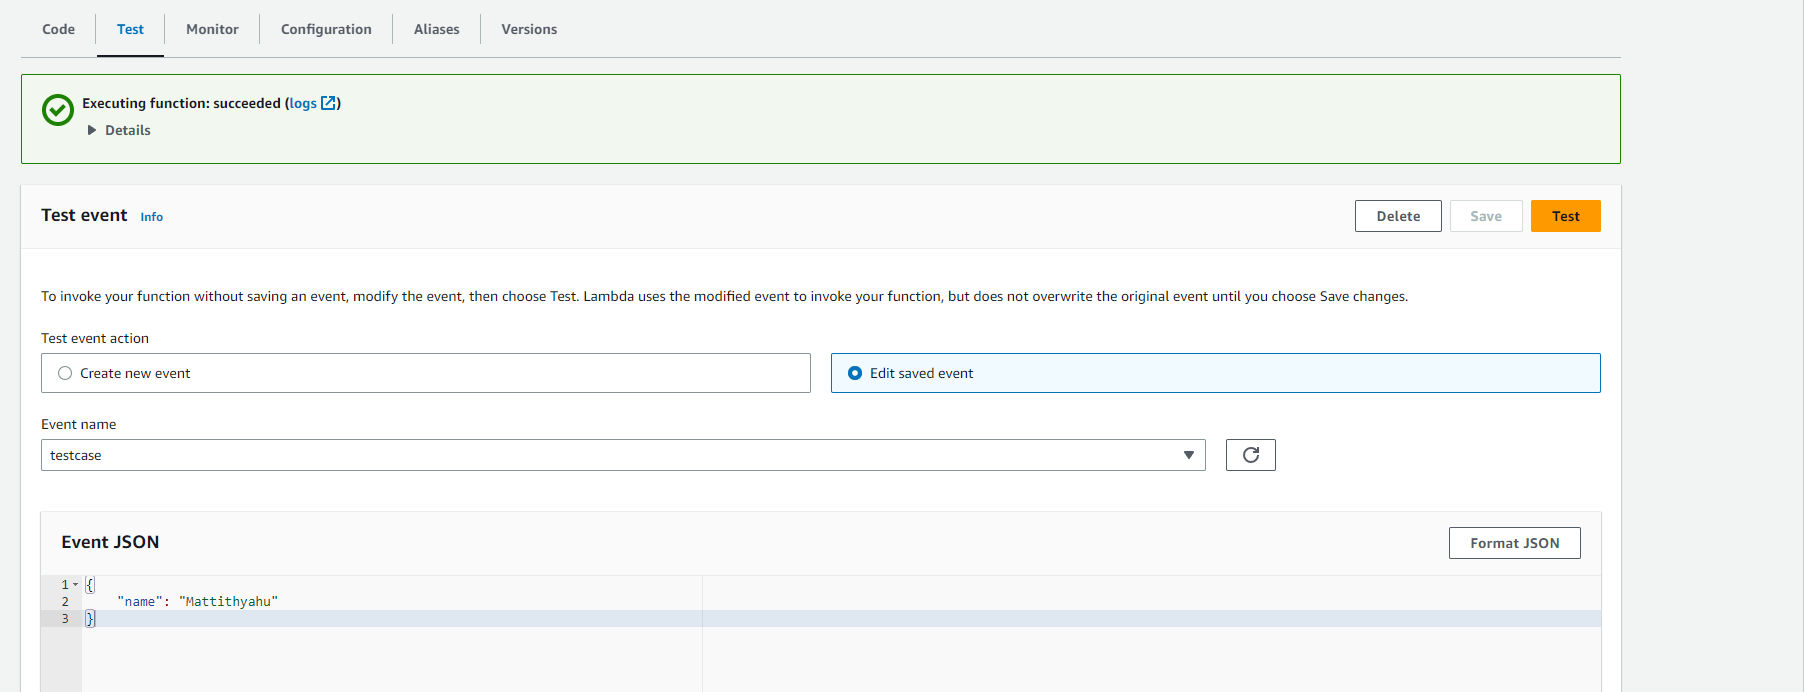 Code Test Monitor Configuration Aliases Versions
Executing function: succeeded (logs)
Details
Test event Info Delete Save Test
To invoke your function without saving an event, modify the event, then choose Test. Lambda uses the modified event to invoke your function, but does not overwrite the original event until you choose Save changes.
Test event action
Create new event Edit saved event
Event name
testcase
Event JSON Format JSON
1 {
2 "name": "Mattithyahu"
3 }